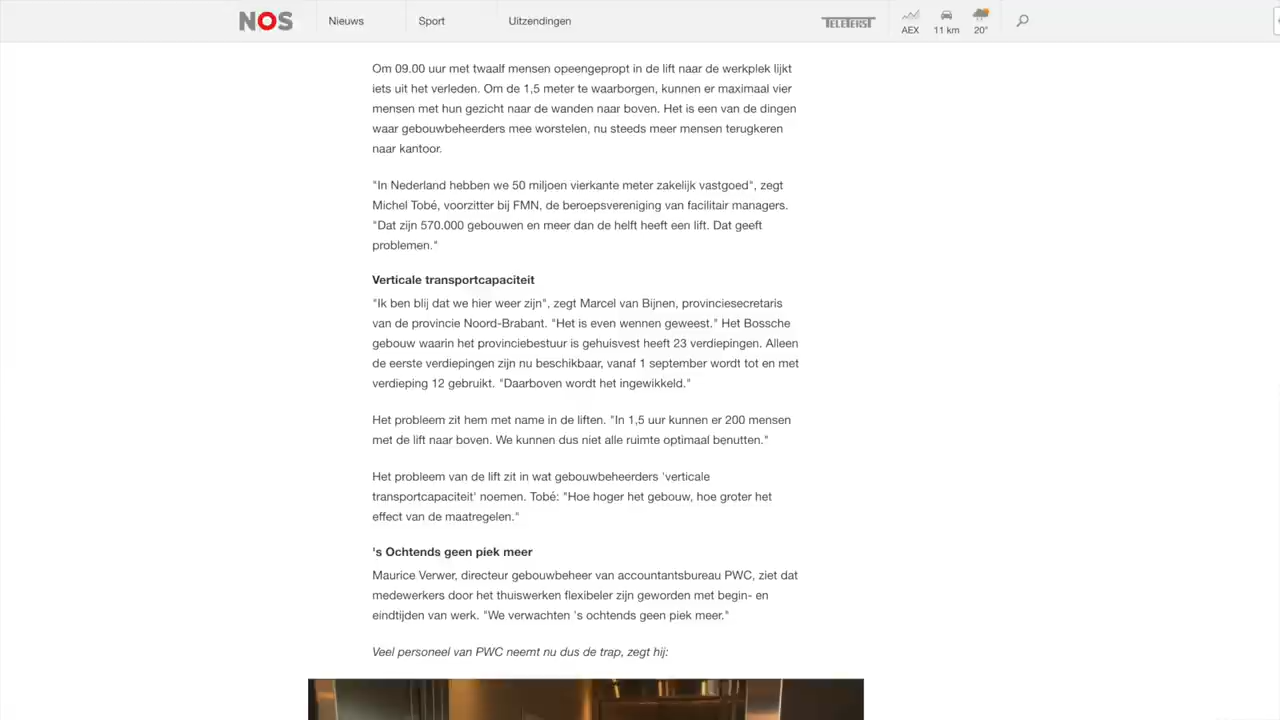 NOS
Nieuws
Sport
Uitzendingen
TELETEKST
AEX
11 km
20°
Om 09.00 uur met twaalf mensen opeengepropt in de lift naar de werkplek lijkt
iets uit het verleden. Om de 1,5 meter te waarborgen, kunnen er maximaal vier
mensen met hun gezicht naar de wanden naar boven. Het is een van de dingen
waar gebouwbeheerders mee worstelen, nu steeds meer mensen terugkeren
naar kantoor.
"In Nederland hebben we 50 miljoen vierkante meter zakelijk vastgoed", zegt
Michel Tobé, voorzitter bij FMN, de beroepsvereniging van facilitair managers.
"Dat zijn 570.000 gebouwen en meer dan de helft heeft een lift. Dat geeft
problemen."
Verticale transportcapaciteit
"Ik ben blij dat we hier weer zijn", zegt Marcel van Bijnen, provinciesecretaris
van de provincie Noord-Brabant. "Het is even wennen geweest." Het Bossche
gebouw waarin het provinciebestuur is gehuisvest heeft 23 verdiepingen. Alleen
de eerste verdiepingen zijn nu beschikbaar, vanaf 1 september wordt tot en met
verdieping 12 gebruikt. "Daarboven wordt het ingewikkeld."
Het probleem zit hem met name in de liften. "In 1,5 uur kunnen er 200 mensen
met de lift naar boven. We kunnen dus niet alle ruimte optimaal benutten."
Het probleem van de lift zit in wat gebouwbeheerders 'verticale
transportcapaciteit' noemen. Tobé: "Hoe hoger het gebouw, hoe groter het
effect van de maatregelen."
's Ochtends geen piek meer
Maurice Verwer, directeur gebouwbeheer van accountantsbureau PWC, ziet dat
medewerkers door het thuiswerken flexibeler zijn geworden met begin- en
eindtijden van werk. "We verwachten 's ochtends geen piek meer."
Veel personeel van PWC neemt nu dus de trap, zegt hij: